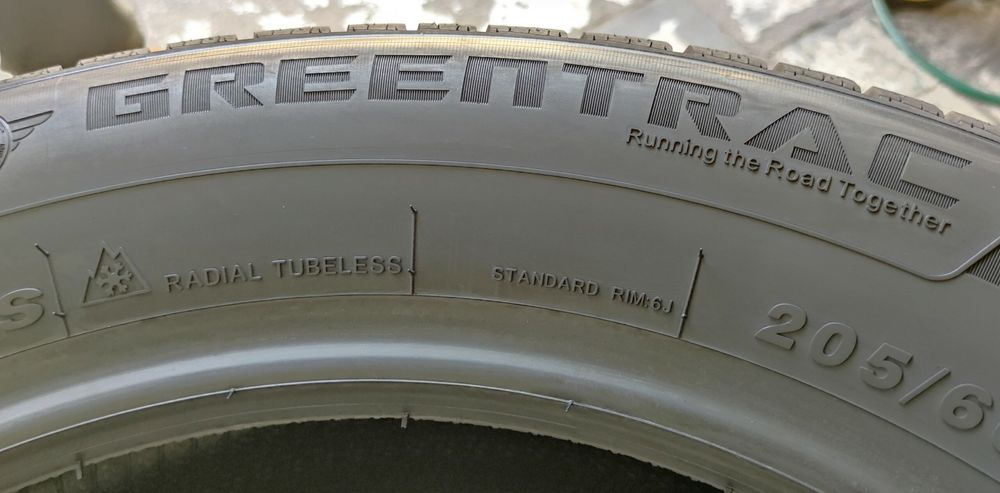 GREENTRAC
Running the Road Together
S
RADIAL TUBELESS
STANDARD RIM:6J
205/6